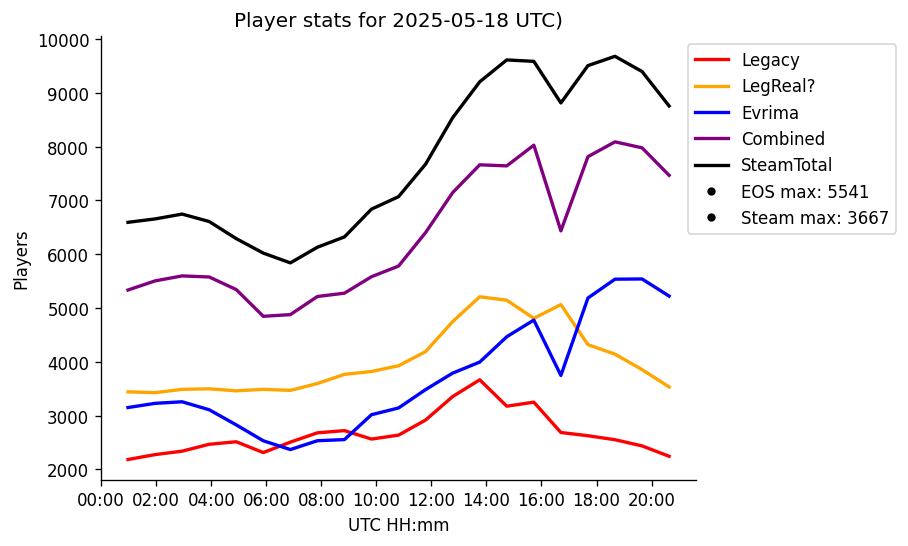 Player stats for 2025-05-18 UTC)
10000
9000
8000
7000
6000
5000
4000
3000
2000
Players
00:00 02:00 04:00 06:00 08:00 10:00 12:00 14:00 16:00 18:00 20:00
UTC HH:mm
Legacy
LegReal?
Evrima
Combined
SteamTotal
EOS max: 5541
Steam max: 3667